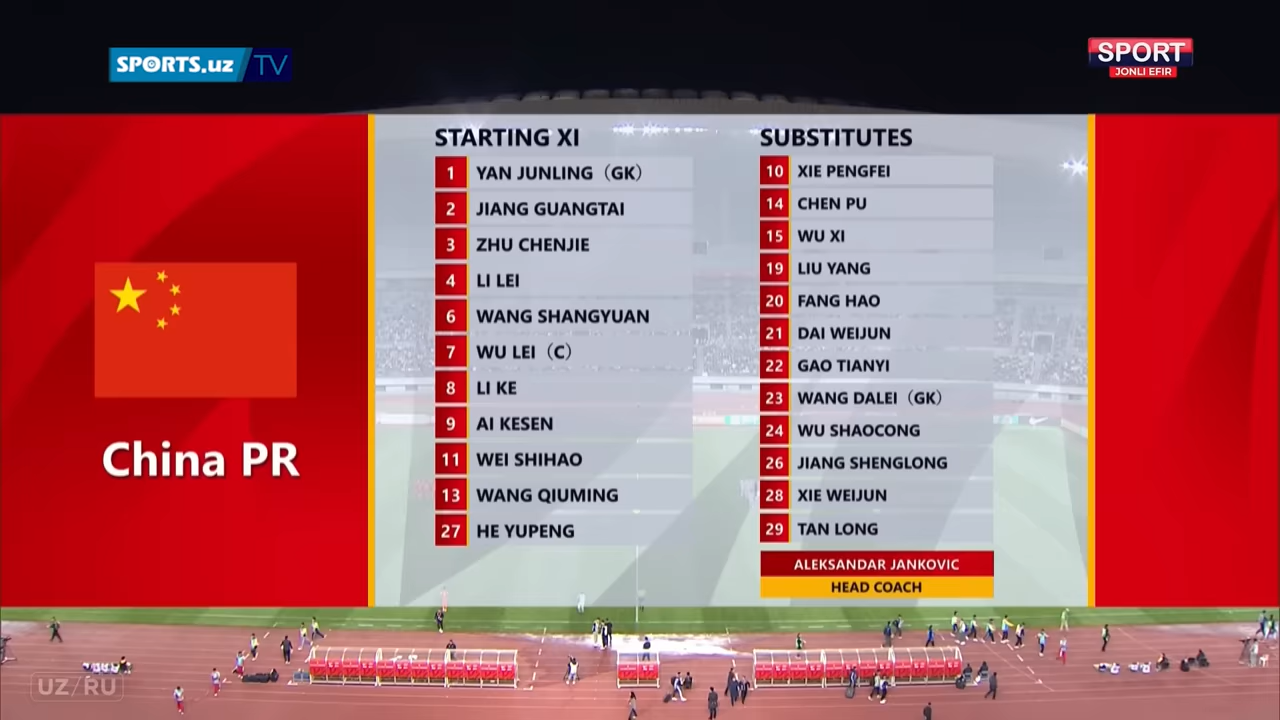 SPORTS.uz TV
SPORT
JONLI EFIR
STARTING XI
1 YAN JUNLING (GK)
2 JIANG GUANGTAI
3 ZHU CHENJIE
4 LI LEI
6 WANG SHANGYUAN
7 WU LEI (C)
8 LI KE
9 AI KESEN
11 WEI SHIHAO
13 WANG QIUMING
27 HE YUPENG
SUBSTITUTES
10 XIE PENGFEI
14 CHEN PU
15 WU XI
19 LIU YANG
20 FANG HAO
21 DAI WEIJUN
22 GAO TIANYI
23 WANG DALEI (GK)
24 WU SHAOCONG
26 JIANG SHENGLONG
28 XIE WEIJUN
29 TAN LONG
ALEKSANDAR JANKOVIC
HEAD COACH
China PR
UZ/RU